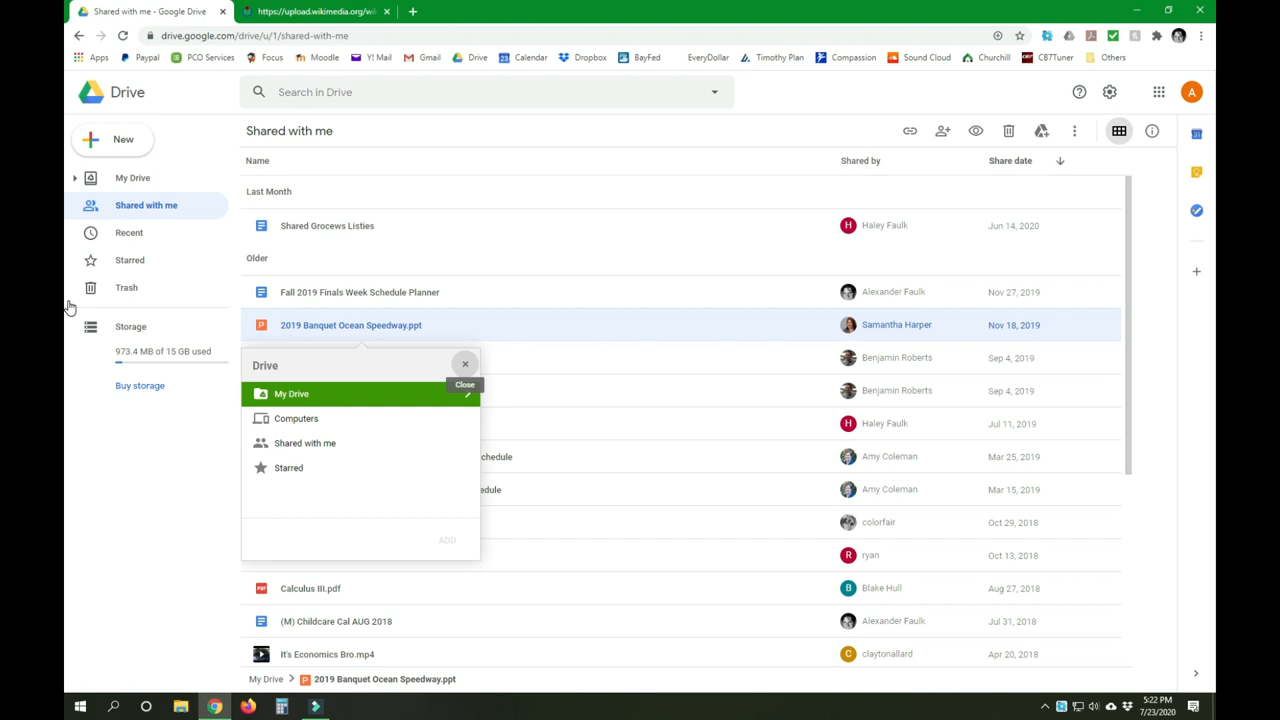 Shared with me - Google Drive
https://upload.wikimedia.org/wi
drive.google.com/drive/u/1/shared-with-me
Apps Paypal PCO Services Focus Moodle Y! Mail Gmail Drive Calendar Dropbox BayFed EveryDollar Timothy Plan Compassion Sound Cloud Churchill CB7Tuner Others
Drive
Search in Drive
A
New
My Drive
Shared with me
Recent
Starred
Trash
Storage
973.4 MB of 15 GB used
Buy storage
Shared with me
Name Shared by Share date
Last Month
Shared Grocews Listies H Haley Faulk Jun 14, 2020
Older
Fall 2019 Finals Week Schedule Planner Alexander Faulk Nov 27, 2019
P 2019 Banquet Ocean Speedway.ppt Samantha Harper Nov 18, 2019
Benjamin Roberts Sep 4, 2019
Benjamin Roberts Sep 4, 2019
H Haley Faulk Jul 11, 2019
chedule Amy Coleman Mar 25, 2019
edule Amy Coleman Mar 15, 2019
colorfair Oct 29, 2018
R ryan Oct 13, 2018
PDF Calculus III.pdf B Blake Hull Aug 27, 2018
(M) Childcare Cal AUG 2018 Alexander Faulk Jul 31, 2018
It's Economics Bro.mp4 C claytonallard Apr 20, 2018
Drive
Close
My Drive
Computers
Shared with me
Starred
ADD
My Drive > P 2019 Banquet Ocean Speedway.ppt
5:22 PM
7/23/2020